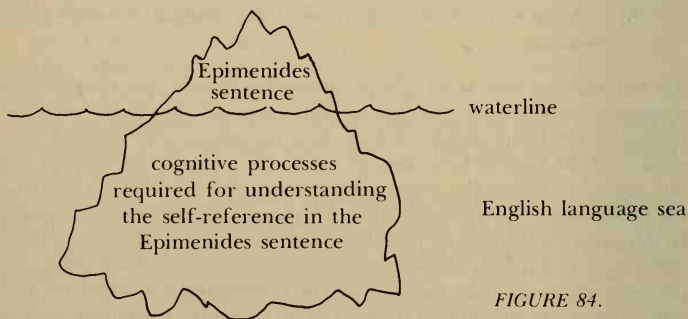 Epimenides
sentence
waterline
cognitive processes
required for understanding
the self-reference in the
Epimenides sentence
English language sea
FIGURE 84.